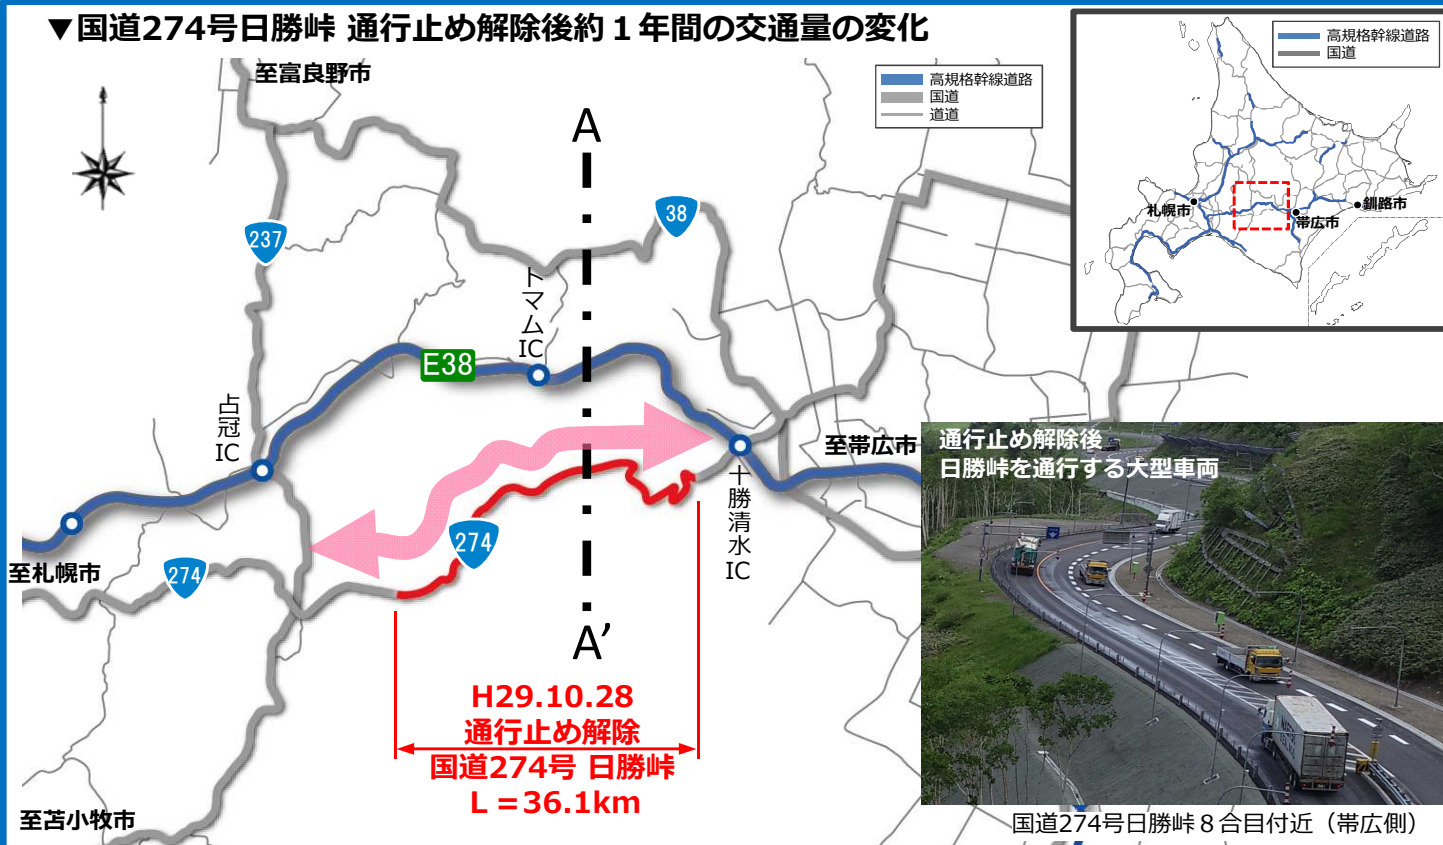 ▼国道274号日勝峠 通行止め解除後約１年間の交通量の変化
至富良野市
高規格幹線道路
国道
道道
高規格幹線道路
国道
札幌市
帯広市
釧路市
A
237
38
トマムIC
E38
占冠IC
至帯広市
十勝清水IC
274
274
至札幌市
A’
H29.10.28
通行止め解除
国道274号 日勝峠
L＝36.1km
至苫小牧市
通行止め解除後
日勝峠を通行する大型車両
国道274号日勝峠８合目付近（帯広側）